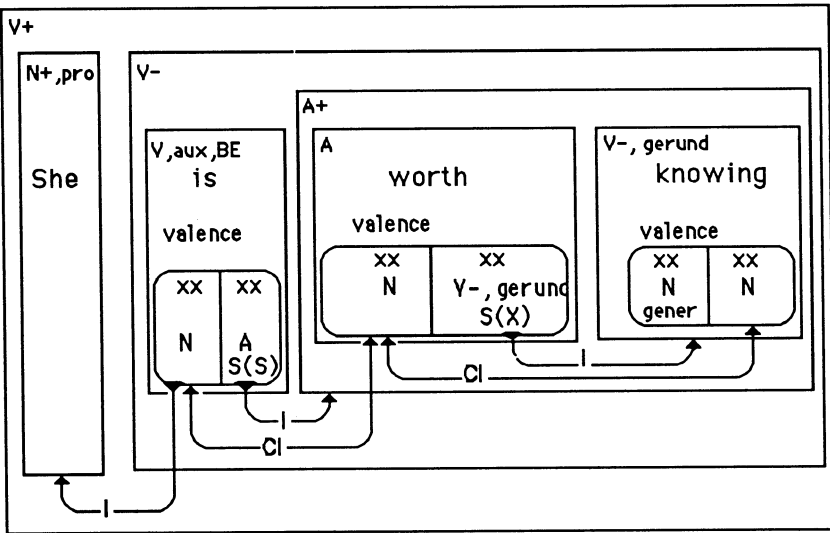 V+
N+,pro
V-
A+
V,aux,BE
A
V-, gerund
She
is
worth
knowing
valence
valence
valence
xx
xx
xx
xx
xx
xx
N
A
S(S)
N
V-, gerund
S(X)
N
gener
N
I
CI
I
CI
I